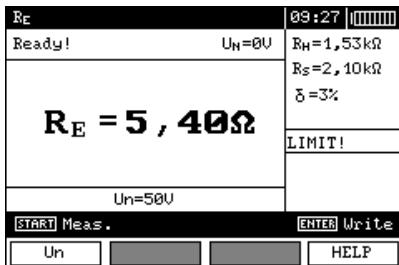 RE 09:27
Ready! UN=0V RH=1,53kΩ
RS=2,10kΩ
δ=3%
RE =5,40Ω
LIMIT!
Un=50V
START Meas. ENTER Write
Un HELP